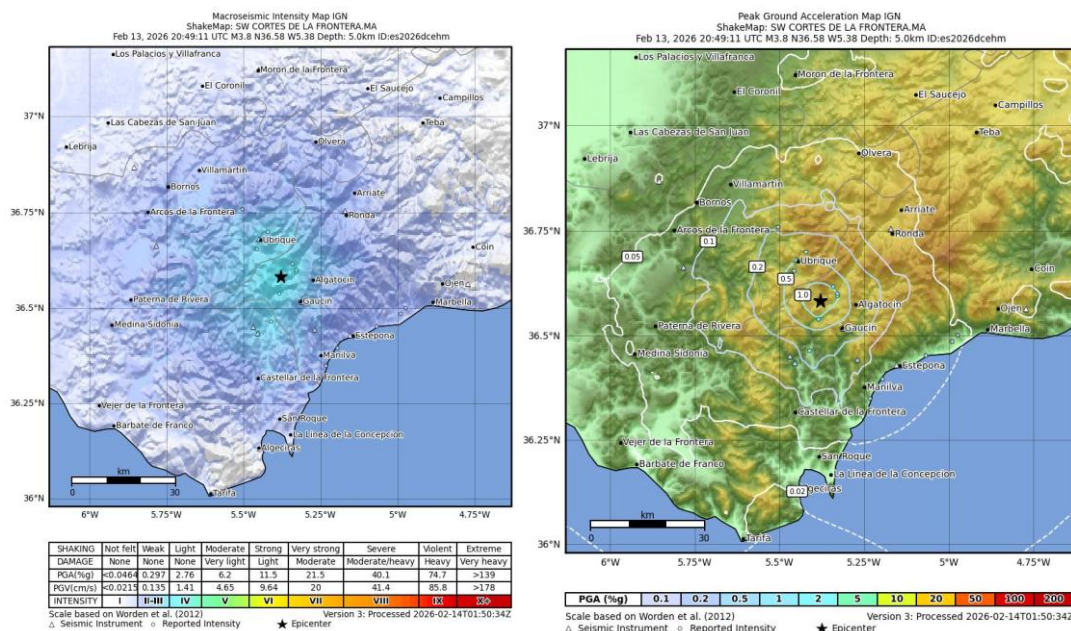 Macroseismic Intensity Map IGN
ShakeMap: SW CORTES DE LA FRONTERA.MA
Feb 13, 2026 20:49:11 UTC M3.8 N36.58 W5.38 Depth: 5.0km ID:es2026dcehm
Los Palacios y Villafranca
Moron de la Frontera
El Coronil
El Saucejo
Campillos
37°N
Las Cabezas de San Juan
Teba
Lebrija
Olvera
Villamartin
Bornos
Arriate
36.75°N
Arcos de la Frontera
Ronda
Ubrique
Coin
Algatocin
Ojen
36.5°N
Paterna de Rivera
Gaucin
Marbella
Medina Sidonia
Estepona
Manilva
36.25°N
Castellar de la Frontera
Vejer de la Frontera
San Roque
Barbate de Franco
La Linea de la Concepcion
Algeciras
km
0
30
Tarifa
36°N
6°W
5.75°W
5.5°W
5.25°W
5°W
4.75°W
SHAKING Not felt Weak Light Moderate Strong Very strong Severe Violent Extreme
DAMAGE None None None Very light Light Moderate Moderate/heavy Heavy Very heavy
PGA(%g) <0.0464 0.297 2.76 6.2 11.5 21.5 40.1 74.7 >139
PGV(cm/s) <0.0215 0.135 1.41 4.65 9.64 20 41.4 85.8 >178
INTENSITY I II-III IV V VI VII VIII IX X+
Scale based on Worden et al. (2012)
Version 3: Processed 2026-02-14T01:50:34Z
△ Seismic Instrument ○ Reported Intensity ★ Epicenter
Peak Ground Acceleration Map IGN
ShakeMap: SW CORTES DE LA FRONTERA.MA
Feb 13, 2026 20:49:11 UTC M3.8 N36.58 W5.38 Depth: 5.0km ID:es2026dcehm
Los Palacios y Villafranca
Moron de la Frontera
El Coronil
El Saucejo
Campillos
37°N
Las Cabezas de San Juan
Teba
Lebrija
Olvera
Villamartin
Bornos
Arriate
36.75°N
Arcos de la Frontera
Ronda
0.1
0.05
0.2
Ubrique
Coin
0.5
1.0
Algatocin
Ojen
36.5°N
Paterna de Rivera
Gaucin
Marbella
Medina Sidonia
Estepona
Manilva
Castellar de la Frontera
36.25°N
Vejer de la Frontera
San Roque
Barbate de Franco
La Linea de la Concepcion
0.02
geciras
km
0
30
Tarifa
36°N
6°W
5.75°W
5.5°W
5.25°W
5°W
4.75°W
PGA (%g) 0.1 0.2 0.5 1 2 5 10 20 50 100 200
Scale based on Worden et al. (2012)
Version 3: Processed 2026-02-14T01:50:34Z
△ Seismic Instrument ○ Reported Intensity ★ Epicenter